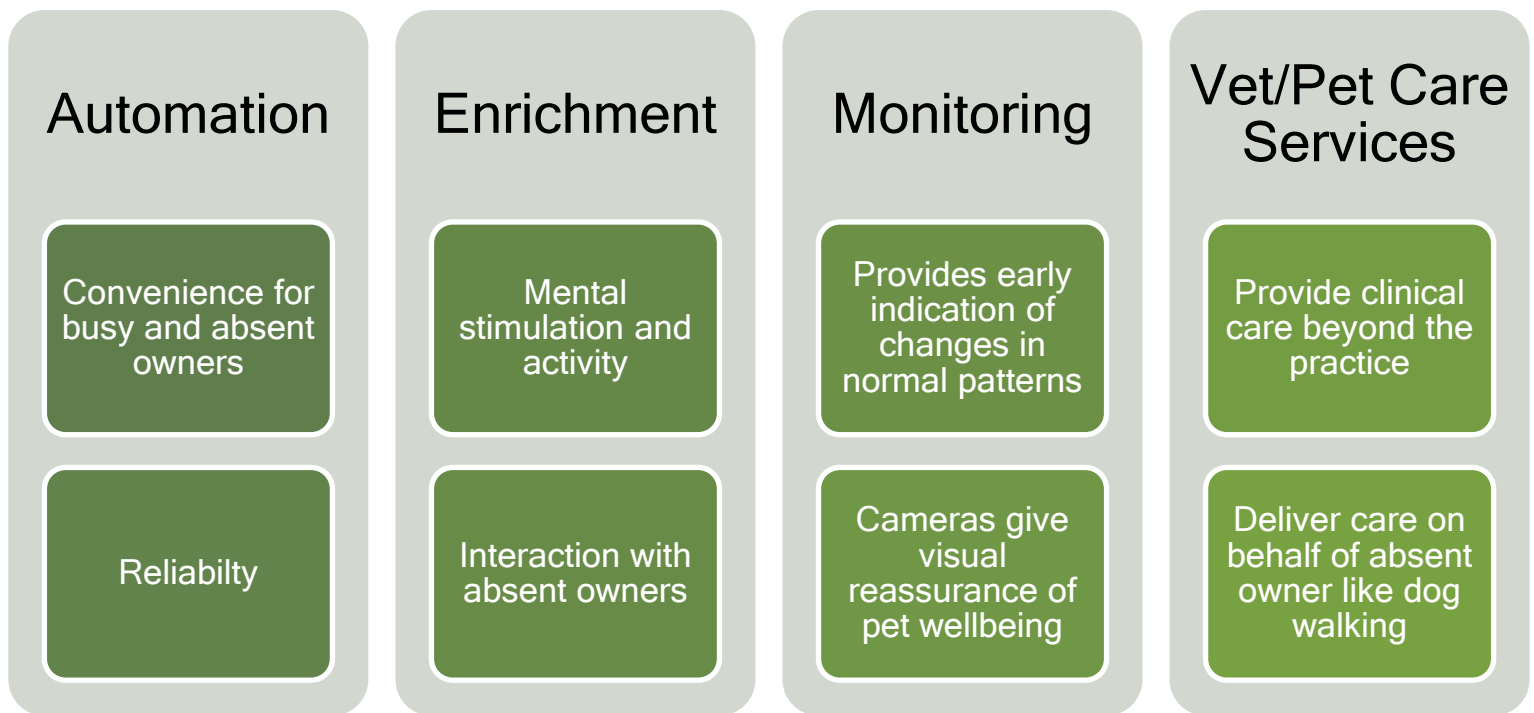 Automation
Convenience for
busy and absent
owners
Reliabilty
Enrichment
Mental
stimulation and
activity
Interaction with
absent owners
Monitoring
Provides early
indication of
changes in
normal patterns
Cameras give
visual
reassurance of
pet wellbeing
Vet/Pet Care
Services
Provide clinical
care beyond the
practice
Deliver care on
behalf of absent
owner like dog
walking